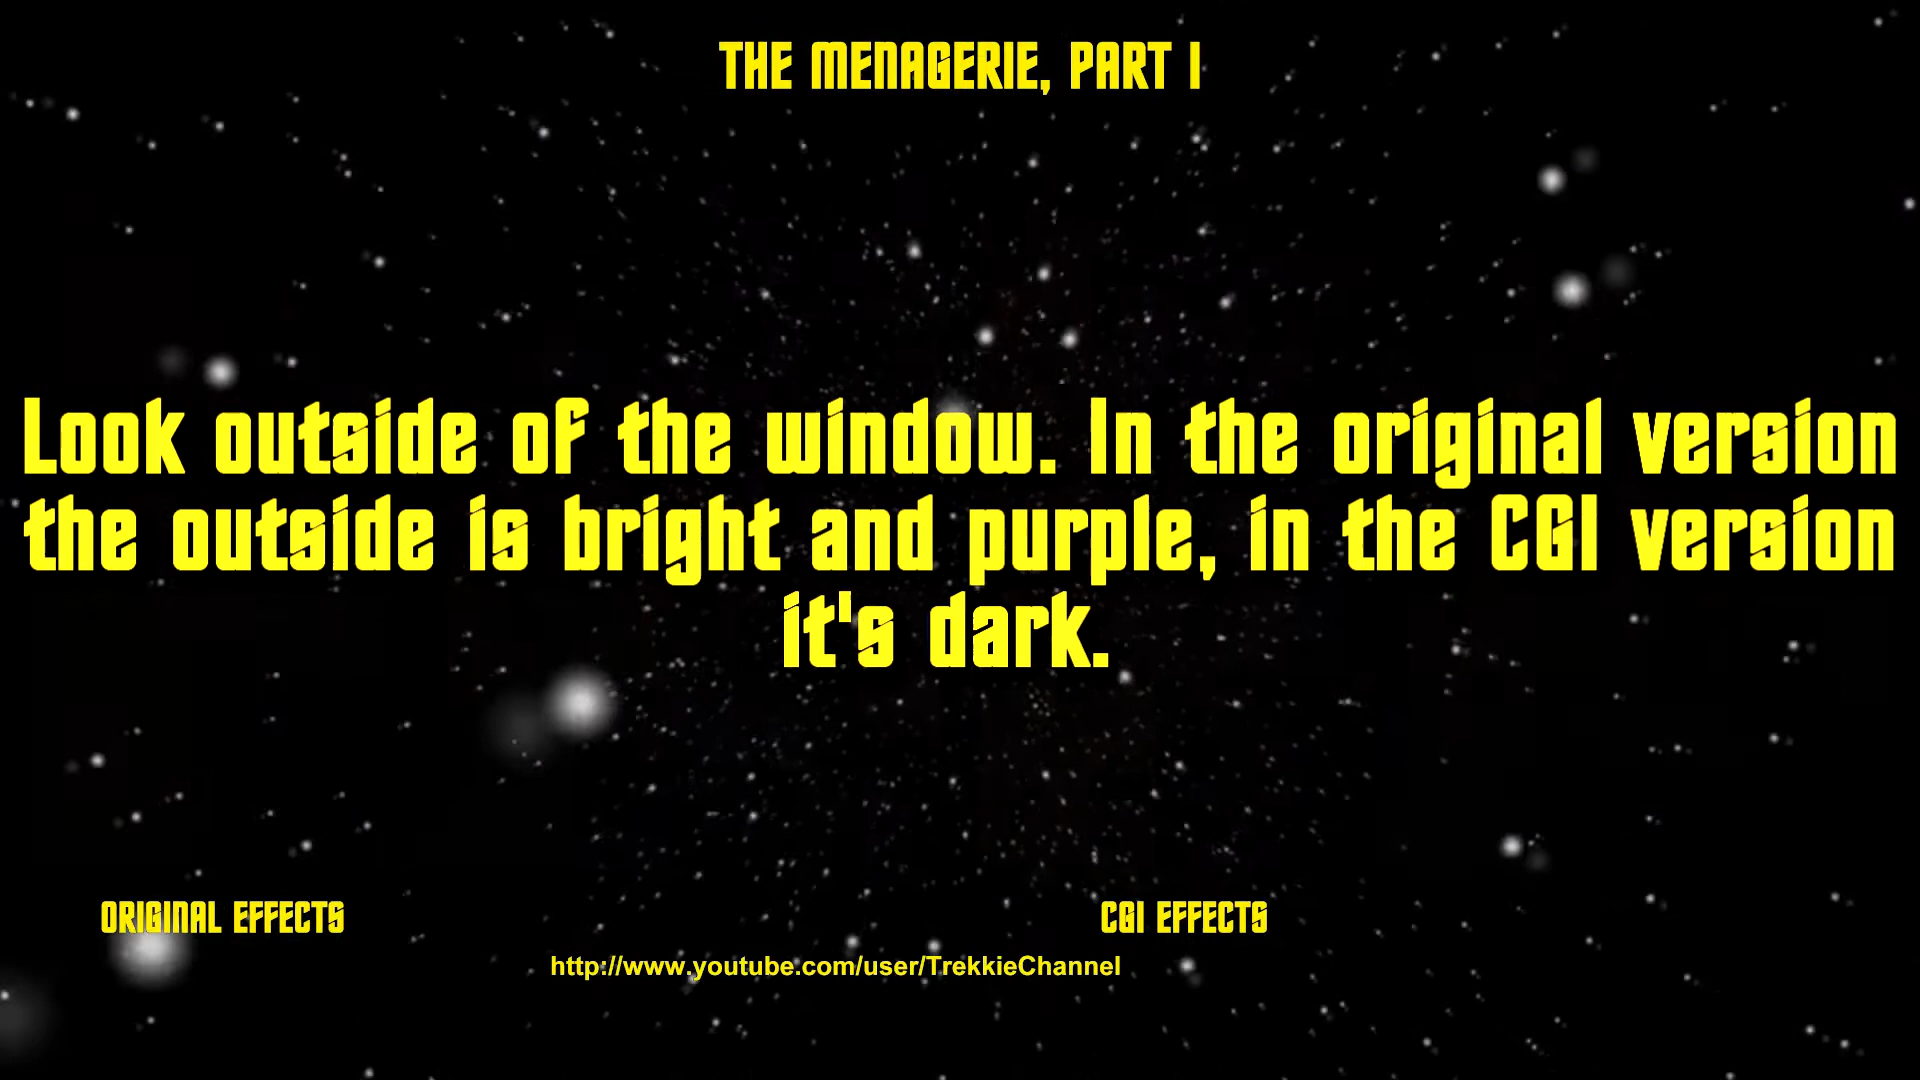 THE MENAGERIE, PART I
Look outside of the window. In the original version
the outside is bright and purple, in the CGI version
it's dark.
ORIGINAL EFFECTS
CGI EFFECTS
http://www.youtube.com/user/TrekkieChannel